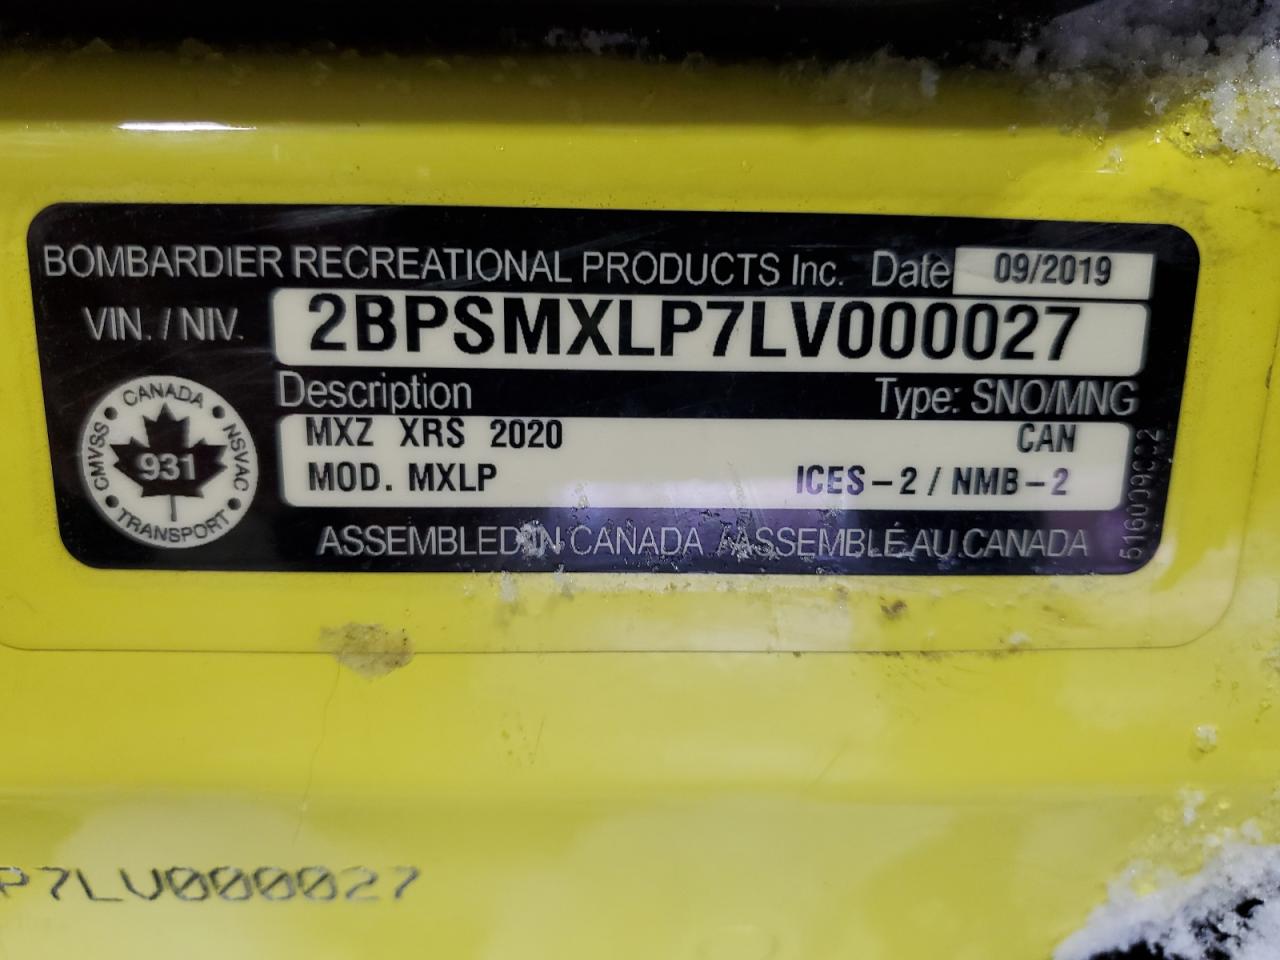 BOMBARDIER RECREATIONAL PRODUCTS Inc. Date 09/2019
VIN. / NIV. 2BPSMXLP7LV000027
Description Type: SNO/MNG
MXZ XRS 2020 CAN
MOD. MXLP ICES-2 / NMB-2
ASSEMBLED IN CANADA / ASSEMBLÉ AU CANADA
CANADA
CMVSS
NSVAC
931
TRANSPORT
P7LV000027